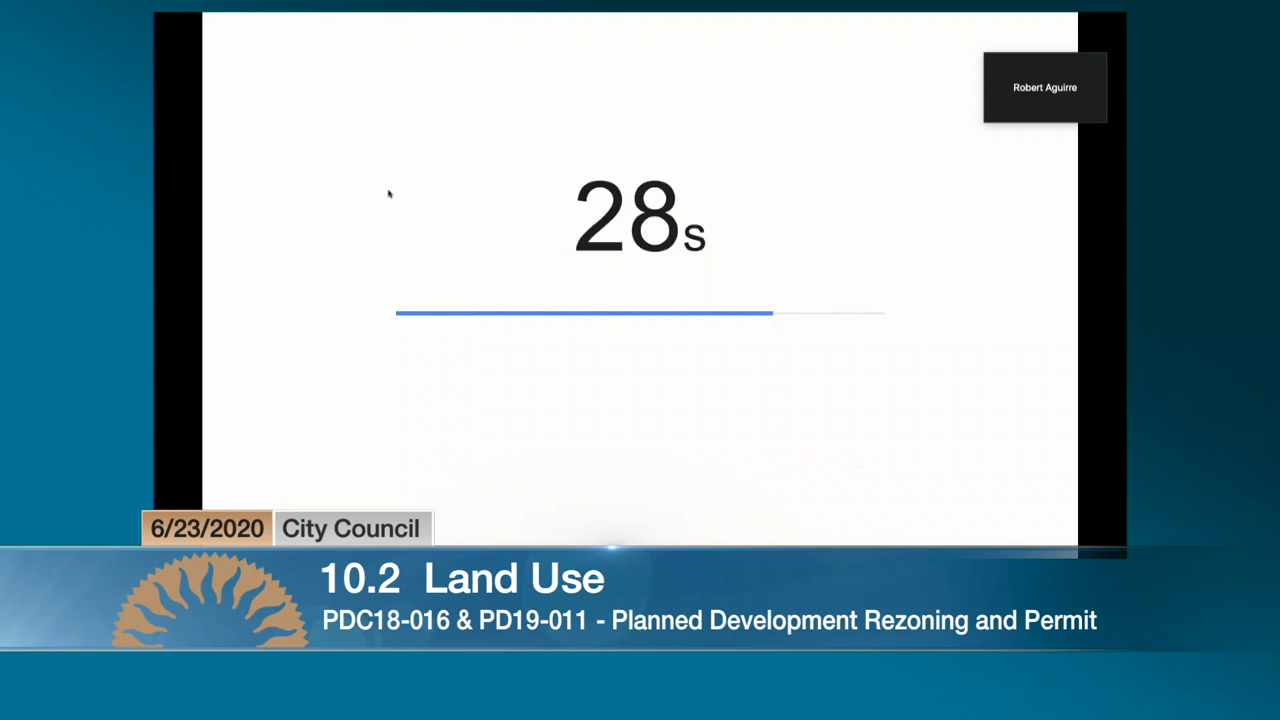 Robert Aguirre
28s
6/23/2020 City Council
10.2 Land Use
PDC18-016 & PD19-011 - Planned Development Rezoning and Permit